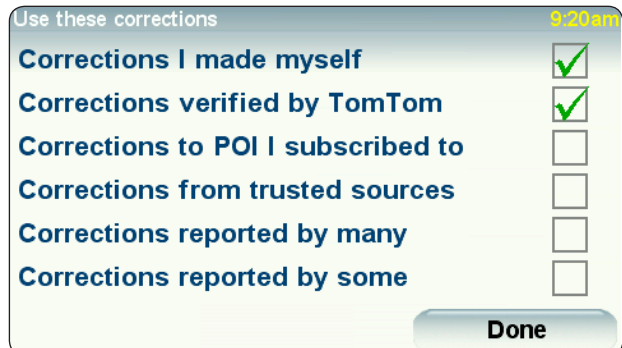 Use these corrections 9:20am
Corrections I made myself
Corrections verified by TomTom
Corrections to POI I subscribed to
Corrections from trusted sources
Corrections reported by many
Corrections reported by some
Done